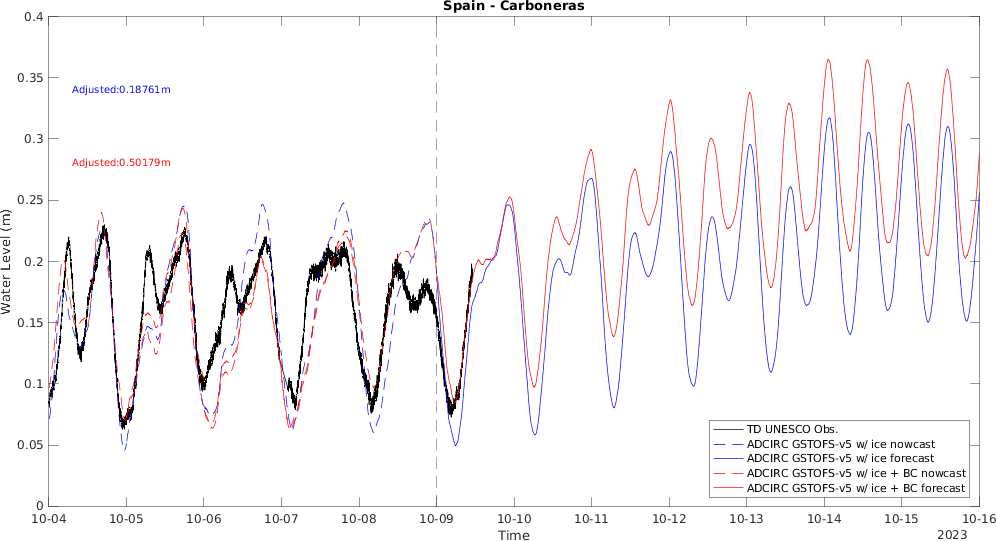 Spain - Carboneras
0.4
0.35
0.3
0.25
0.2
0.15
0.1
0.05
0
Water Level (m)
Adjusted:0.18761m
Adjusted:0.50179m
TD UNESCO Obs.
ADCIRC GSTOFS-v5 w/ ice nowcast
ADCIRC GSTOFS-v5 w/ ice forecast
ADCIRC GSTOFS-v5 w/ ice + BC nowcast
ADCIRC GSTOFS-v5 w/ ice + BC forecast
10-04 10-05 10-06 10-07 10-08 10-09 10-10 10-11 10-12 10-13 10-14 10-15 10-16
Time
2023